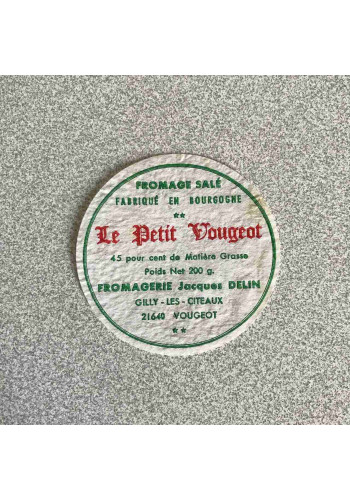 FROMAGE SALÉ
FABRIQUÉ EN BOURGOGNE
**
Le Petit Vougeot
45 pour cent de Matière Grasse
Poids Net 200 g.
FROMAGERIE Jacques DELIN
GILLY - LES - CITEAUX
21640 VOUGEOT
**